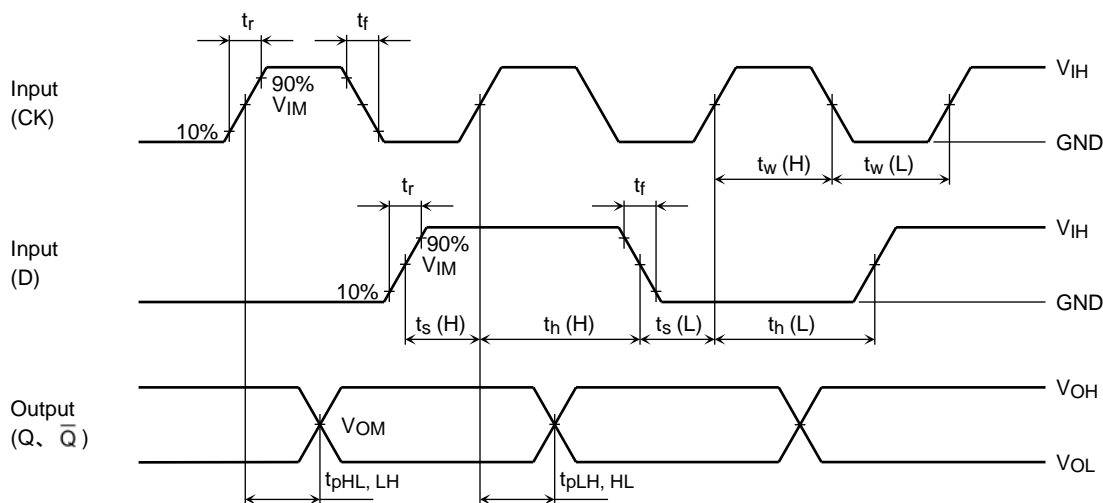 tr tf
Input
(CK)
90%
VIM
10%
VIH
GND
tw (H) tw (L)
tr tf
Input
(D)
90%
VIM
10%
VIH
GND
ts (H) th (H) ts (L) th (L)
Output
(Q、Q̅)
VOM
VOH
VOL
tpHL, LH tpLH, HL